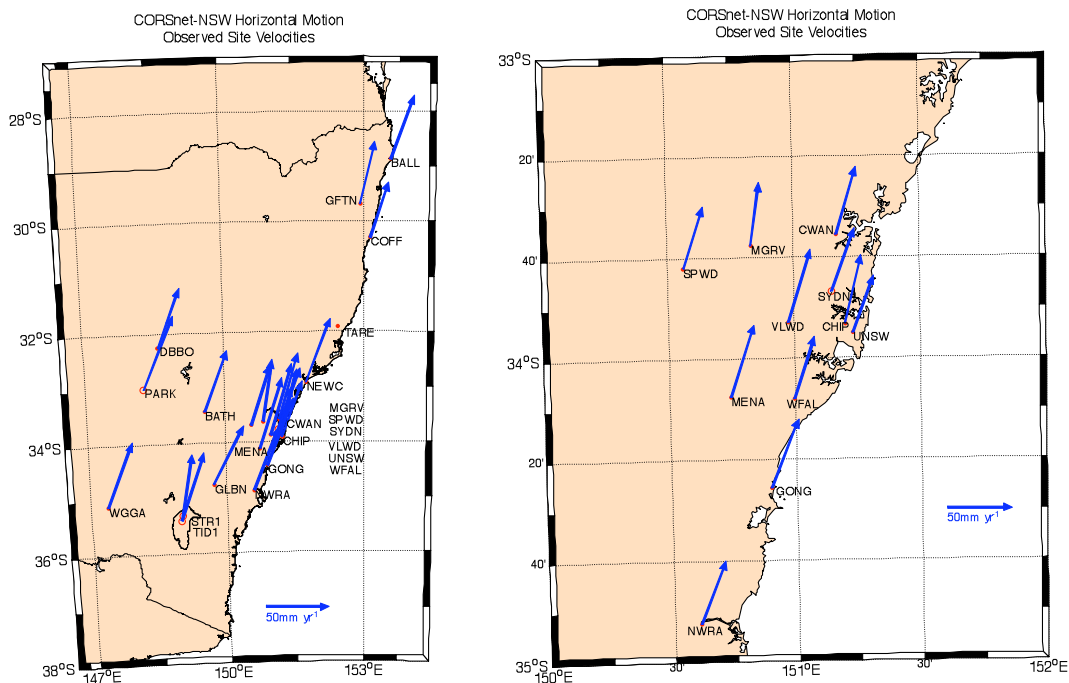 CORSnet-NSW Horizontal Motion
Observed Site Velocities
28°S
30°S
32°S
34°S
36°S
38°S
147°E
150°E
153°E
BALL
GFTN
COFF
TARE
DBBO
PARK
BATH
NEWC
MGRV
SPWD
SYDN
VLWD
UNSW
WFAL
CWAN
CHIP
MENA
GONG
GLBN
NWRA
WGGA
STR1
TID1
50mm yr-1
CORSnet-NSW Horizontal Motion
Observed Site Velocities
33°S
20'
40'
34°S
20'
40'
35°S
150°E
30'
151°E
30'
152°E
CWAN
MGRV
SPWD
SYDN
VLWD
CHIP
UNSW
MENA
WFAL
GONG
NWRA
50mm yr-1